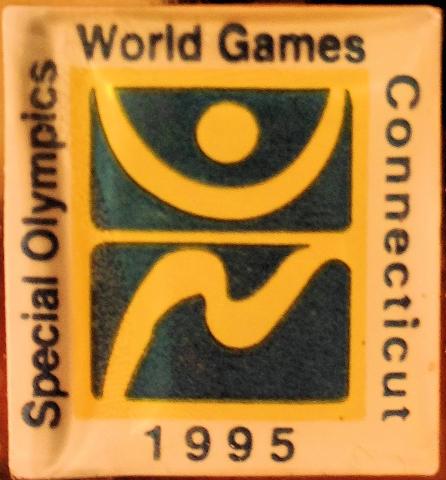 Special Olympics
World Games
Connecticut
1995